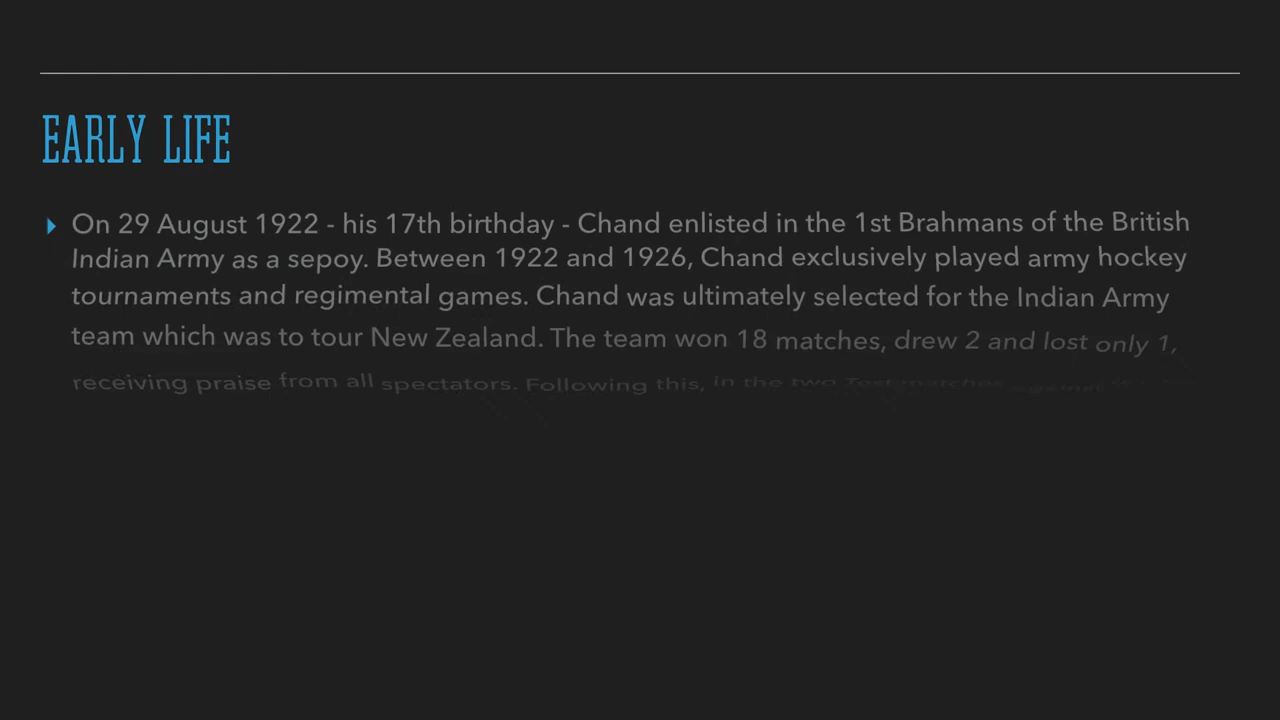 EARLY LIFE
On 29 August 1922 - his 17th birthday - Chand enlisted in the 1st Brahmans of the British
Indian Army as a sepoy. Between 1922 and 1926, Chand exclusively played army hockey
tournaments and regimental games. Chand was ultimately selected for the Indian Army
team which was to tour New Zealand. The team won 18 matches, drew 2 and lost only 1,
receiving praise from all spectators. Following this, in the two Test matches against